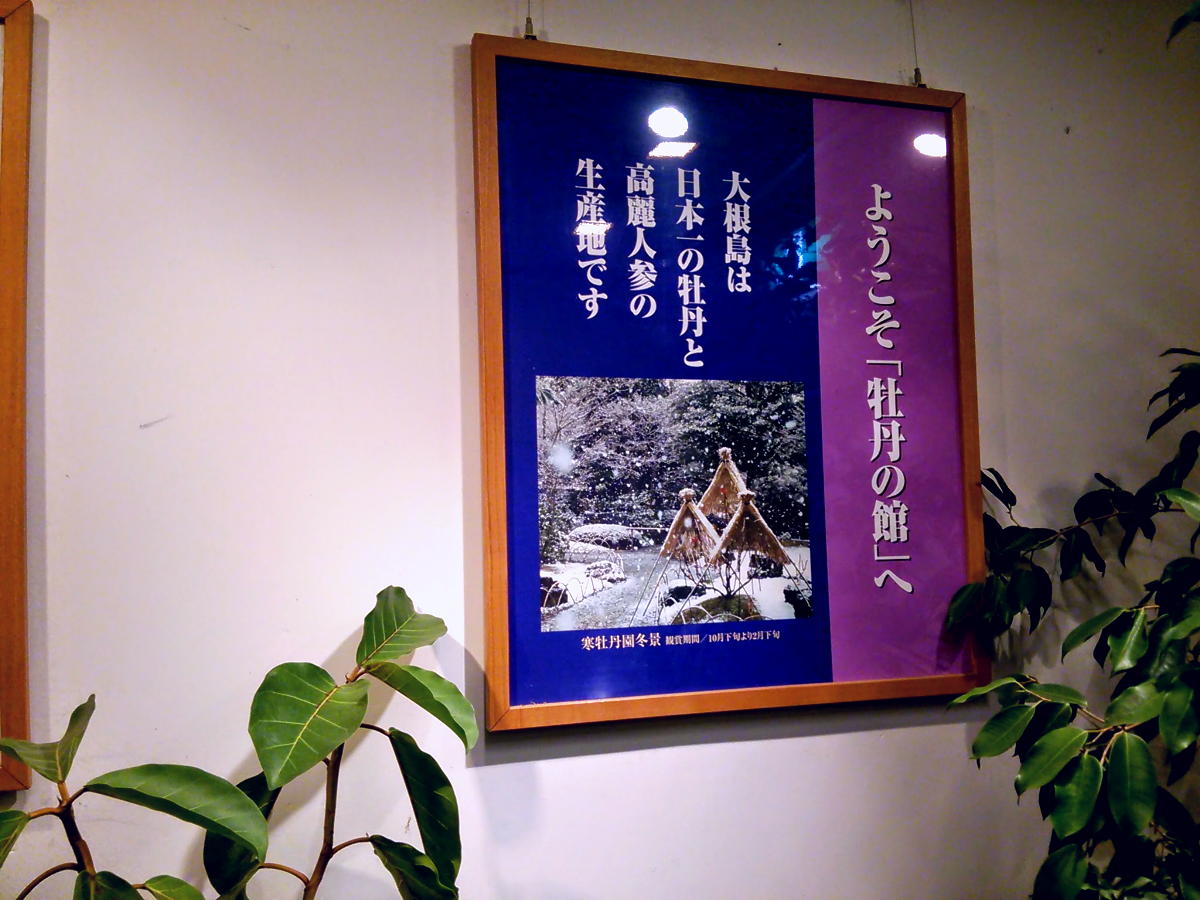 ようこそ「牡丹の館」へ
大根島は
日本一の牡丹と
高麗人参の
生産地です
寒牡丹園冬景 観賞期間/10月下旬より2月下旬